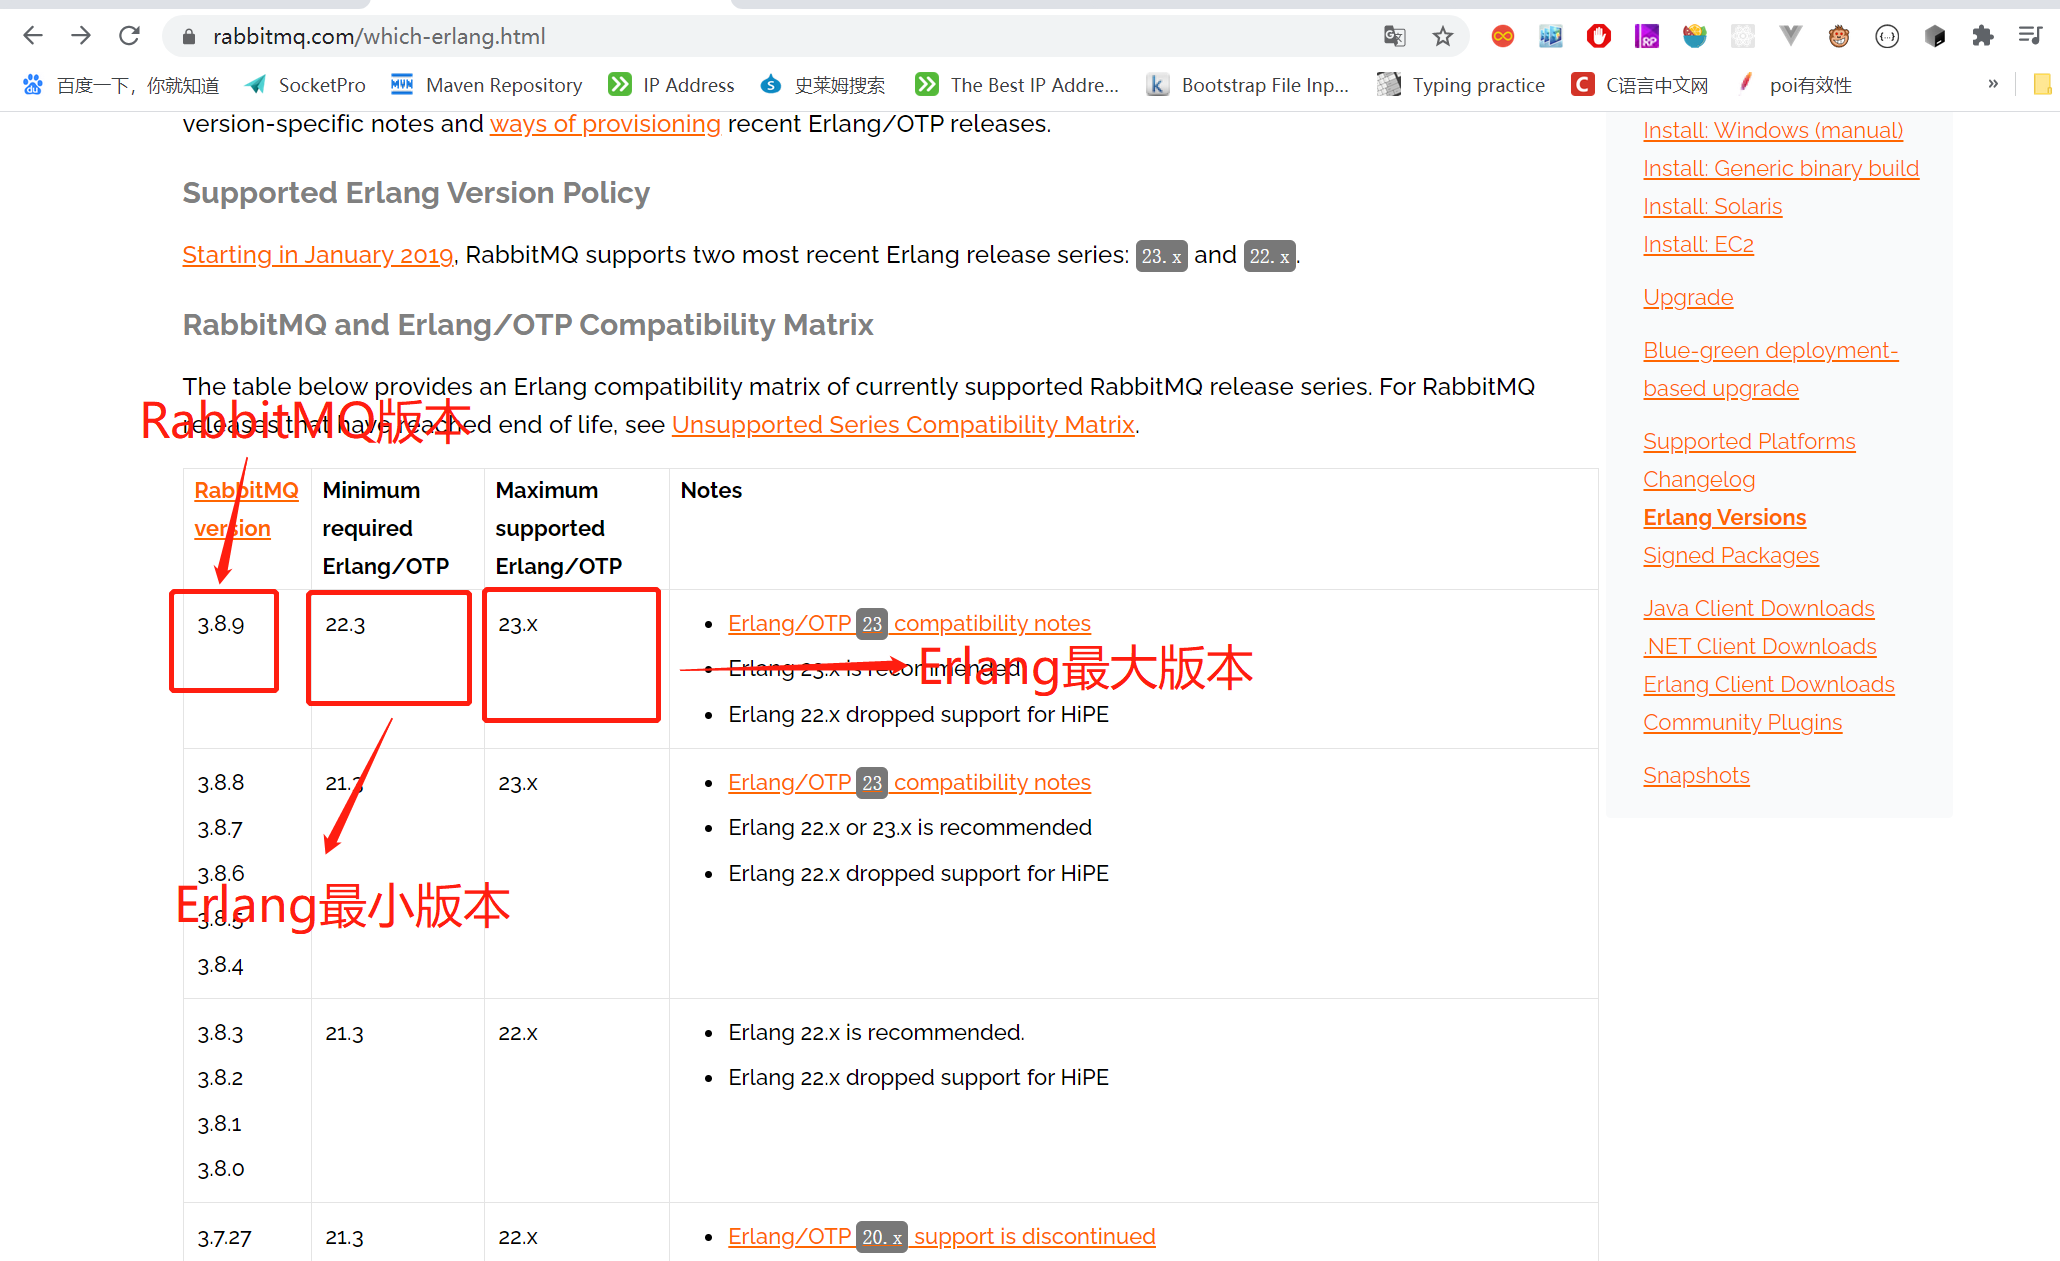 rabbitmq.com/which-erlang.html
百度一下，你就知道 SocketPro Maven Repository IP Address 史莱姆搜索 The Best IP Addre... Bootstrap File Inp... Typing practice C语言中文网 poi有效性 »
version-specific notes and ways of provisioning recent Erlang/OTP releases.
Supported Erlang Version Policy
Starting in January 2019, RabbitMQ supports two most recent Erlang release series: 23.x and 22.x.
RabbitMQ and Erlang/OTP Compatibility Matrix
The table below provides an Erlang compatibility matrix of currently supported RabbitMQ release series. For RabbitMQ
releases that have reached end of life, see Unsupported Series Compatibility Matrix.
RabbitMQ版本
RabbitMQ version
Minimum required Erlang/OTP
Maximum supported Erlang/OTP
Notes
3.8.9
22.3
23.x
Erlang/OTP 23 compatibility notes
Erlang 23.x is recommended
Erlang最大版本
Erlang 22.x dropped support for HiPE
3.8.8
3.8.7
3.8.6
3.8.5
3.8.4
21.3
23.x
Erlang/OTP 23 compatibility notes
Erlang 22.x or 23.x is recommended
Erlang 22.x dropped support for HiPE
Erlang最小版本
3.8.3
3.8.2
3.8.1
3.8.0
21.3
22.x
Erlang 22.x is recommended.
Erlang 22.x dropped support for HiPE
3.7.27
21.3
22.x
Erlang/OTP 20.x support is discontinued
Install: Windows (manual)
Install: Generic binary build
Install: Solaris
Install: EC2
Upgrade
Blue-green deployment-
based upgrade
Supported Platforms
Changelog
Erlang Versions
Signed Packages
Java Client Downloads
.NET Client Downloads
Erlang Client Downloads
Community Plugins
Snapshots